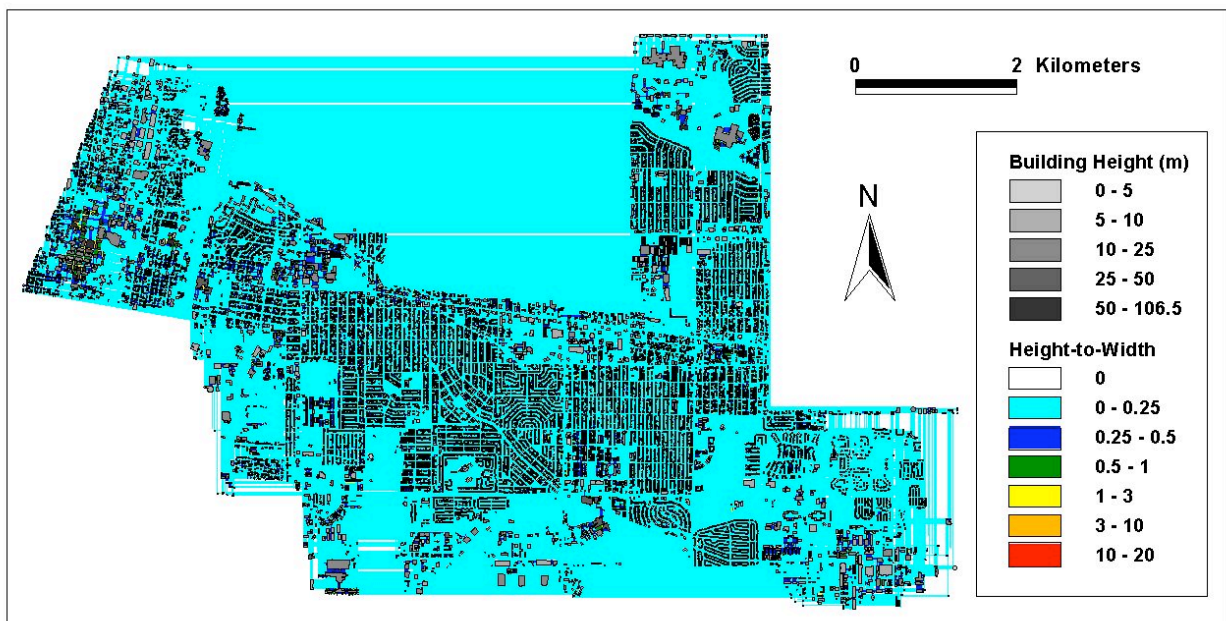 0 2 Kilometers
N
Building Height (m)
0 - 5
5 - 10
10 - 25
25 - 50
50 - 106.5
Height-to-Width
0
0 - 0.25
0.25 - 0.5
0.5 - 1
1 - 3
3 - 10
10 - 20